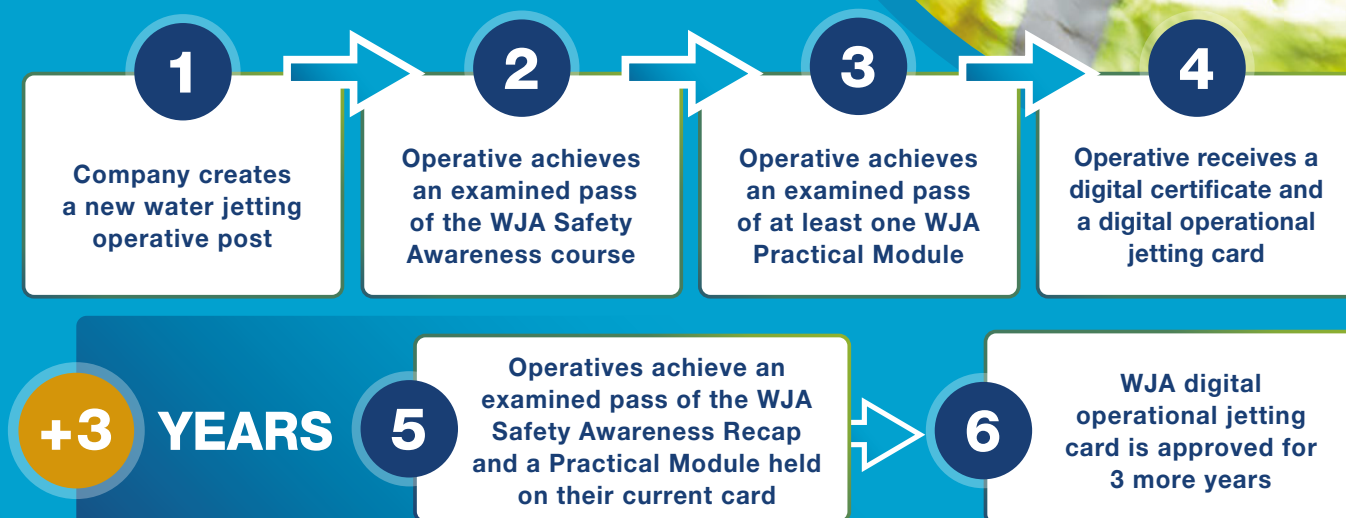 1
Company creates
a new water jetting
operative post
2
Operative achieves
an examined pass
of the WJA Safety
Awareness course
3
Operative achieves
an examined pass
of at least one WJA
Practical Module
4
Operative receives a
digital certificate and
a digital operational
jetting card
+3 YEARS
5
Operatives achieve an
examined pass of the WJA
Safety Awareness Recap
and a Practical Module held
on their current card
6
WJA digital
operational jetting
card is approved for
3 more years